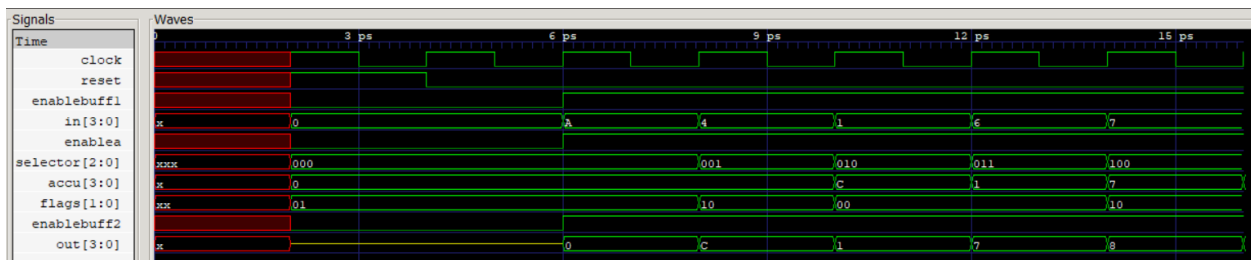 Signals Waves
Time 0 3 ps 6 ps 9 ps 12 ps 15 ps
clock
reset
enablebuff1
in[3:0] x 0 A 4 1 6 7
enablea
selector[2:0] xxx 000 001 010 011 100
accu[3:0] x 0 C 1 7
flags[1:0] xx 01 10 00 10
enablebuff2
out[3:0] x 0 C 1 7 8